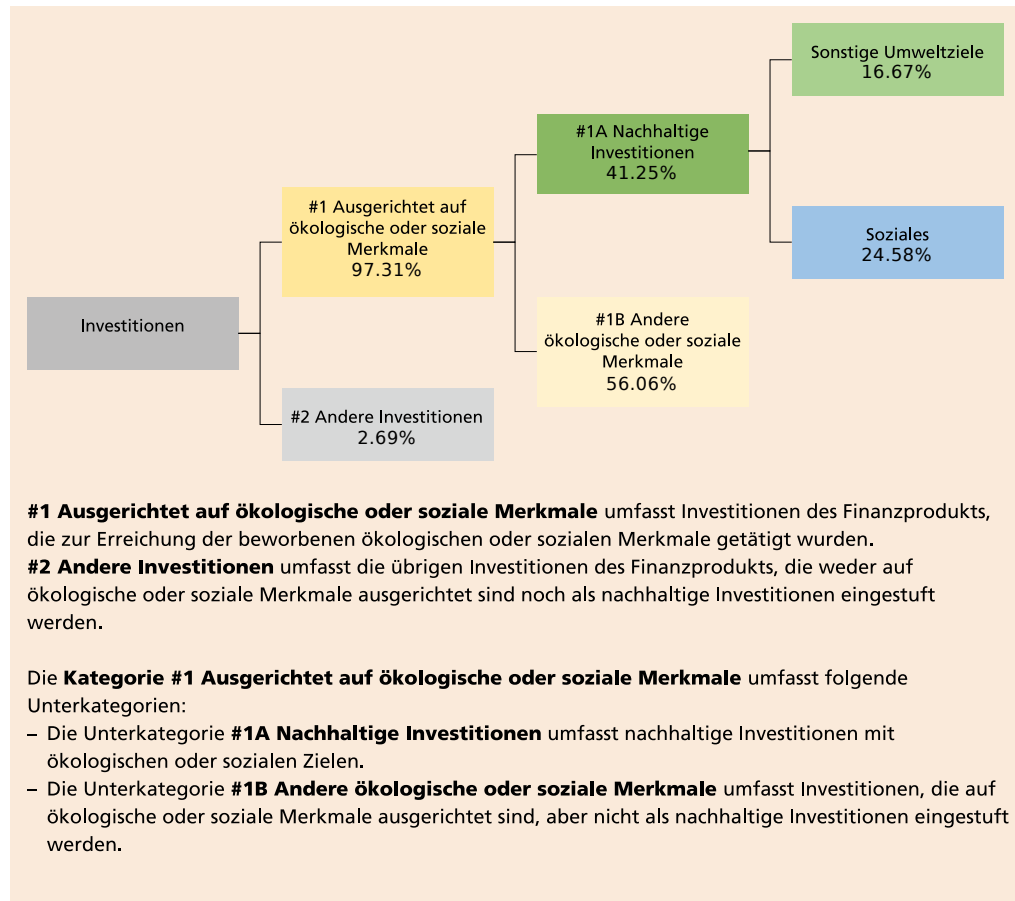 Sonstige Umweltziele
16.67%
#1A Nachhaltige
Investitionen
41.25%
#1 Ausgerichtet auf
ökologische oder soziale
Merkmale
97.31%
Soziales
24.58%
Investitionen
#1B Andere
ökologische oder soziale
Merkmale
56.06%
#2 Andere Investitionen
2.69%
#1 Ausgerichtet auf ökologische oder soziale Merkmale umfasst Investitionen des Finanzprodukts,
die zur Erreichung der beworbenen ökologischen oder sozialen Merkmale getätigt wurden.
#2 Andere Investitionen umfasst die übrigen Investitionen des Finanzprodukts, die weder auf
ökologische oder soziale Merkmale ausgerichtet sind noch als nachhaltige Investitionen eingestuft
werden.
Die Kategorie #1 Ausgerichtet auf ökologische oder soziale Merkmale umfasst folgende
Unterkategorien:
– Die Unterkategorie #1A Nachhaltige Investitionen umfasst nachhaltige Investitionen mit
ökologischen oder sozialen Zielen.
– Die Unterkategorie #1B Andere ökologische oder soziale Merkmale umfasst Investitionen, die auf
ökologische oder soziale Merkmale ausgerichtet sind, aber nicht als nachhaltige Investitionen eingestuft
werden.